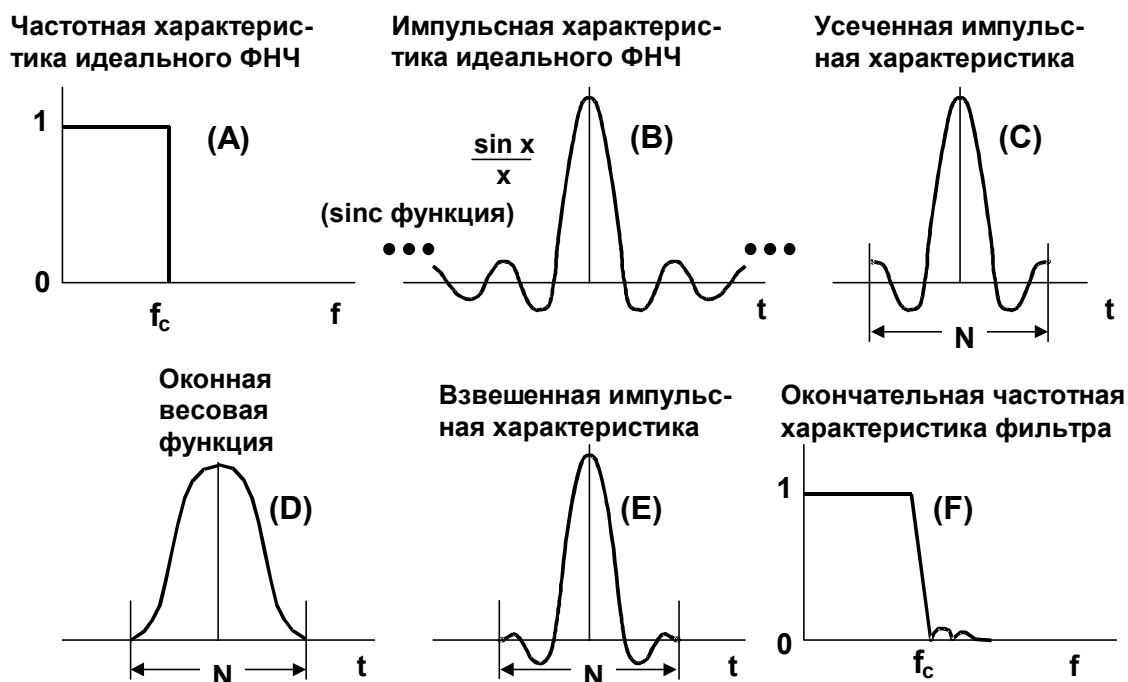 Частотная характерис-
тика идеального ФНЧ
1
(A)
0
fc
f
Импульсная характерис-
тика идеального ФНЧ
sin x
x
(sinc функция)
(B)
t
Усеченная импульс-
ная характеристика
(C)
t
N
Оконная
весовая
функция
(D)
N
t
Взвешенная импульс-
ная характеристика
(E)
N
t
Окончательная частотная
характеристика фильтра
1
(F)
0
fc
f